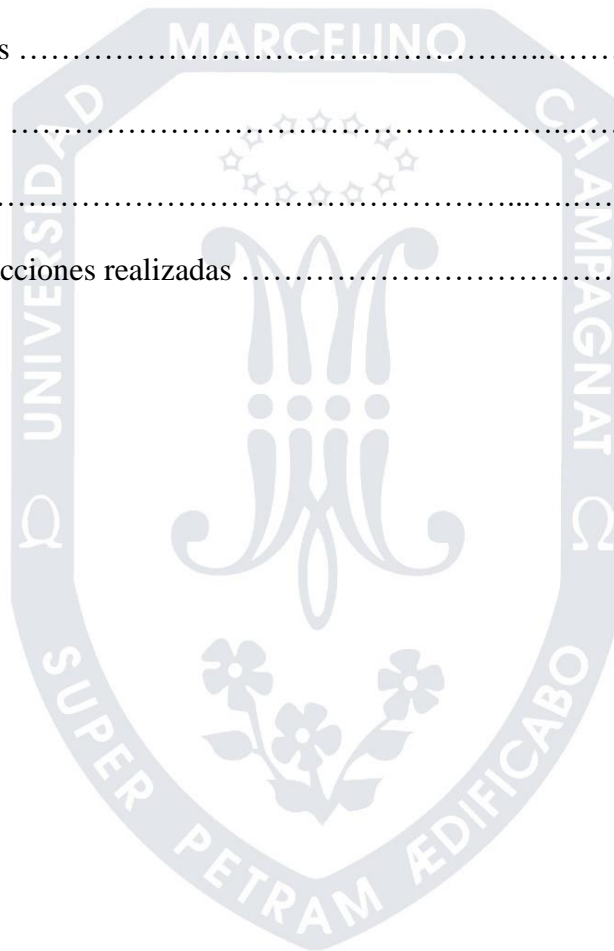 s ……………………………………………..……
……………………………………………..……
……………………………………………...……
cciones realizadas ………………………………
UNIVERSIDAD MARCELINO CHAMPAGNAT
Ω SUPER PETRAM ÆDIFICABO Ω